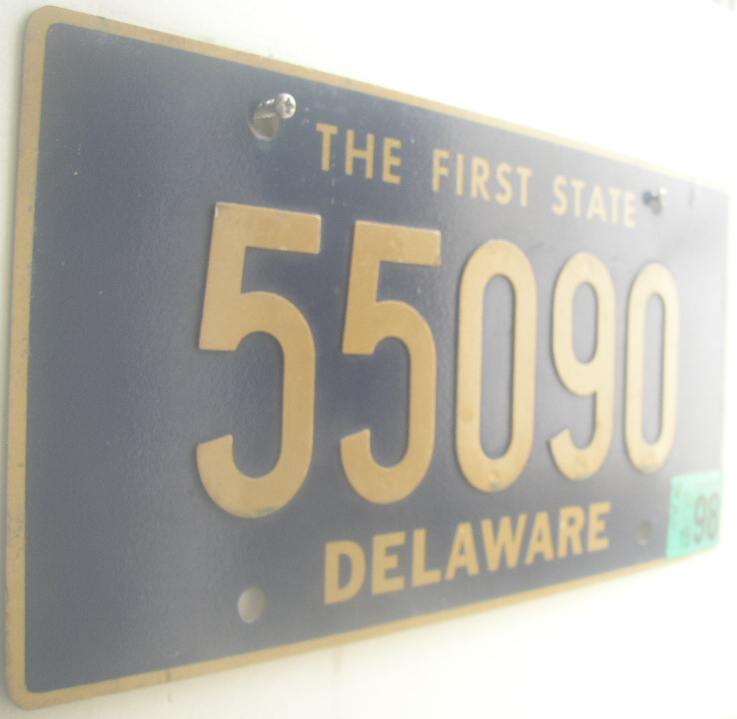 THE FIRST STATE
55090
DELAWARE
98